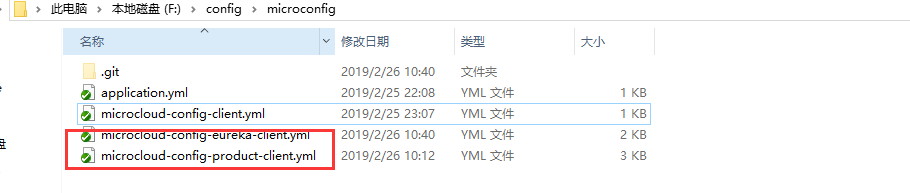 此电脑 > 本地磁盘 (F:) > config > microconfig
名称 修改日期 类型 大小
.git 2019/2/26 10:40 文件夹
application.yml 2019/2/25 22:08 YML 文件 1 KB
microcloud-config-client.yml 2019/2/25 23:07 YML 文件 1 KB
microcloud-config-eureka-client.yml 2019/2/26 10:40 YML 文件 2 KB
microcloud-config-product-client.yml 2019/2/26 10:12 YML 文件 3 KB